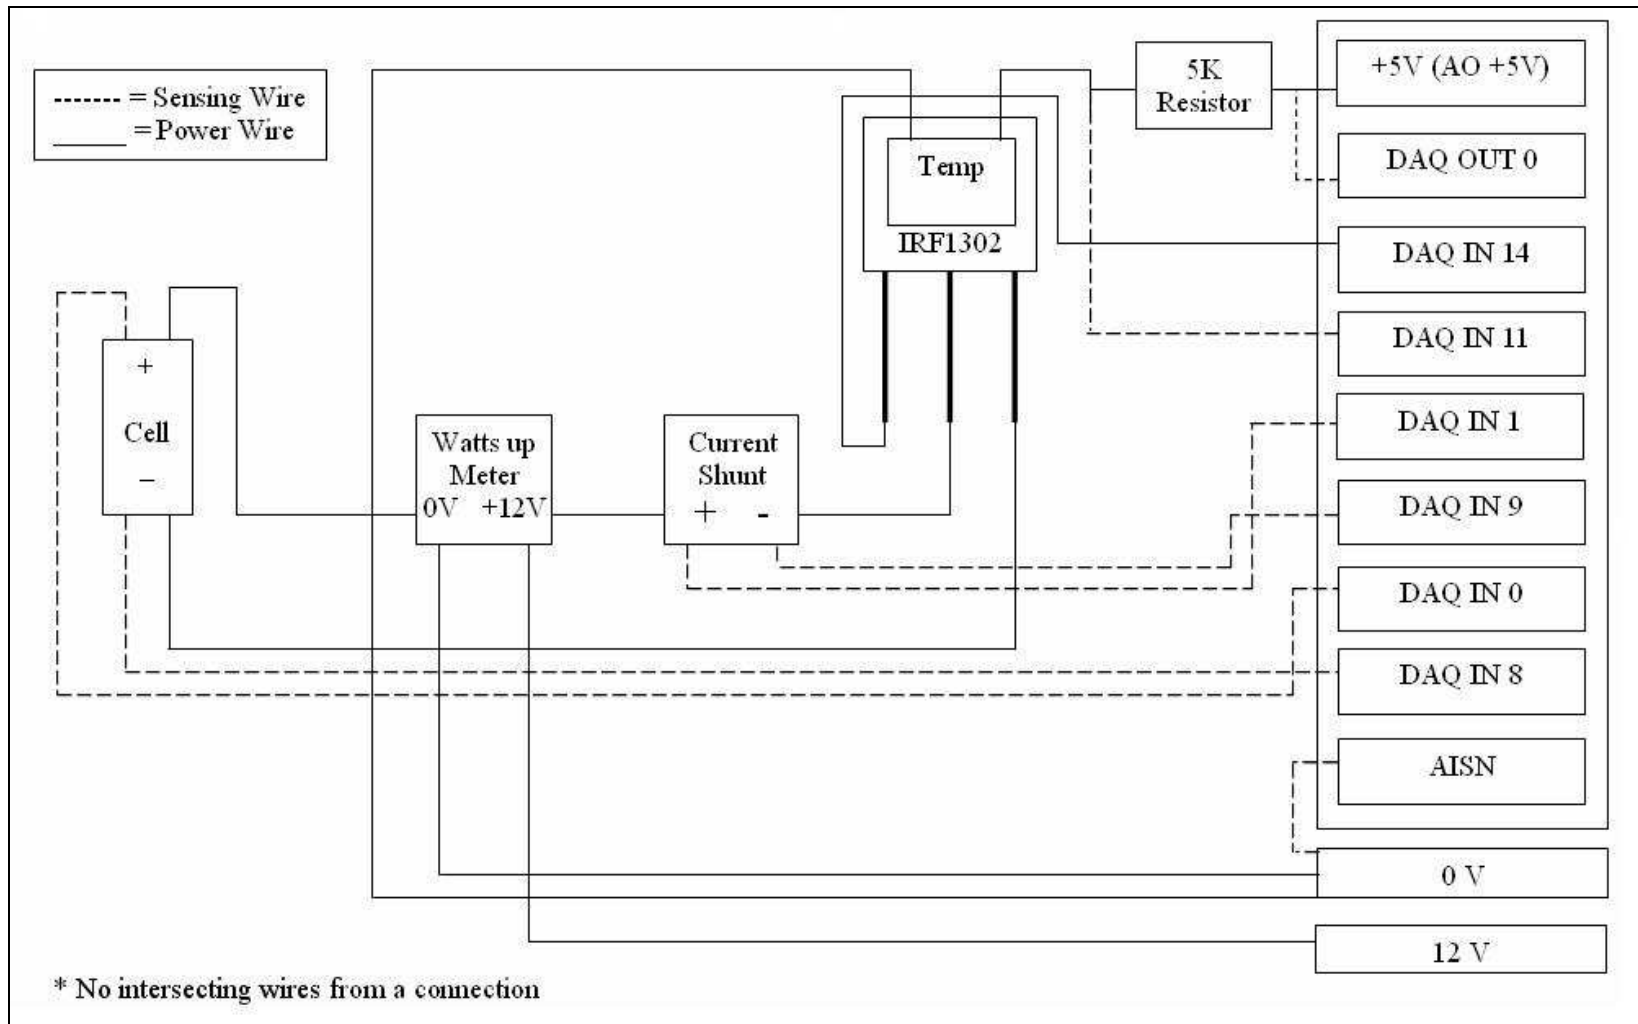 = Sensing Wire
= Power Wire
5K
Resistor
+5V (AO +5V)
DAQ OUT 0
Temp
IRF1302
DAQ IN 14
DAQ IN 11
+
Cell
–
Watts up
Meter
0V +12V
Current
Shunt
+ -
DAQ IN 1
DAQ IN 9
DAQ IN 0
DAQ IN 8
AISN
0 V
12 V
* No intersecting wires from a connection